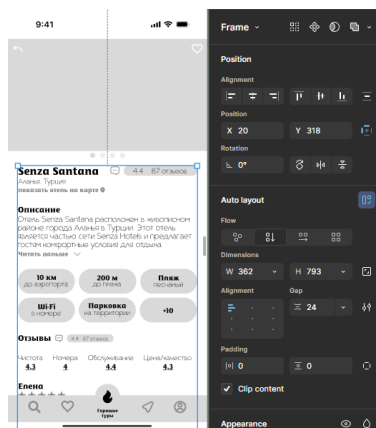 9:41
Senza Santana
4.4 87 отзывов
Аланья Турция
показать отель на карте
Описание
Отель Senza Santana расположен в живописном
районе города Аланья в Турции. Этот отель
является частью сети Senza Hotels и предлагает
гостям комфортные условия для отдыха.
Читать дальше
10 км
до аэропорта
200 м
до пляжа
Пляж
песчаный
Wi-Fi
в номере
Парковка
на территории
+10
Отзывы
4.4 87 отзывов
Чистота Номера Обслуживание Цена/качество
4.3 4 4.4 4.3
Елена
Горящие
туры
Frame
Position
Alignment
Position
X 20
Y 318
Rotation
0°
Auto layout
Flow
Dimensions
W 362
H 793
Alignment
Gap
24
Padding
0
0
Clip content
Appearance